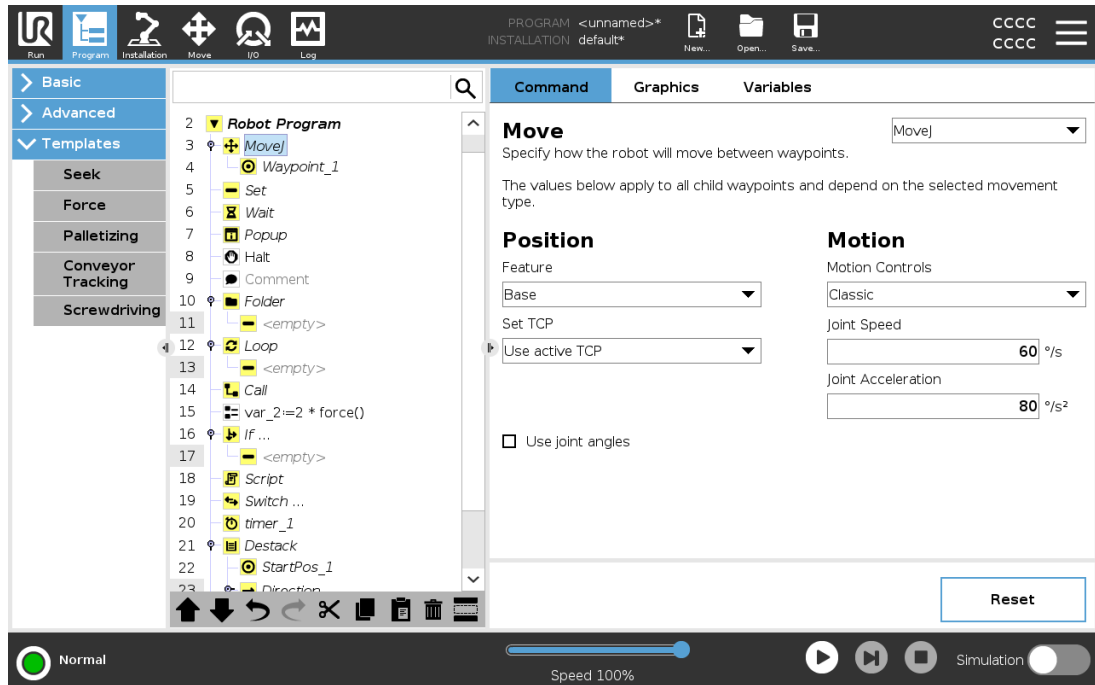 UR
Run
Program
Installation
Move
I/O
Log
PROGRAM <unnamed>*
INSTALLATION default*
New...
Open...
Save...
CCCC
CCCC
Basic
Advanced
Templates
Seek
Force
Palletizing
Conveyor
Tracking
Screwdriving
2 Robot Program
3 MoveJ
4 Waypoint_1
5 Set
6 Wait
7 Popup
8 Halt
9 Comment
10 Folder
11 <empty>
12 Loop
13 <empty>
14 Call
15 var_2:=2 * force()
16 If ...
17 <empty>
18 Script
19 Switch ...
20 timer_1
21 Destack
22 StartPos_1
23 Direction
Command Graphics Variables
Move
MoveJ
Specify how the robot will move between waypoints.
The values below apply to all child waypoints and depend on the selected movement
type.
Position
Feature
Base
Set TCP
Use active TCP
Use joint angles
Motion
Motion Controls
Classic
Joint Speed
60 °/s
Joint Acceleration
80 °/s²
Reset
Normal
Speed 100%
Simulation